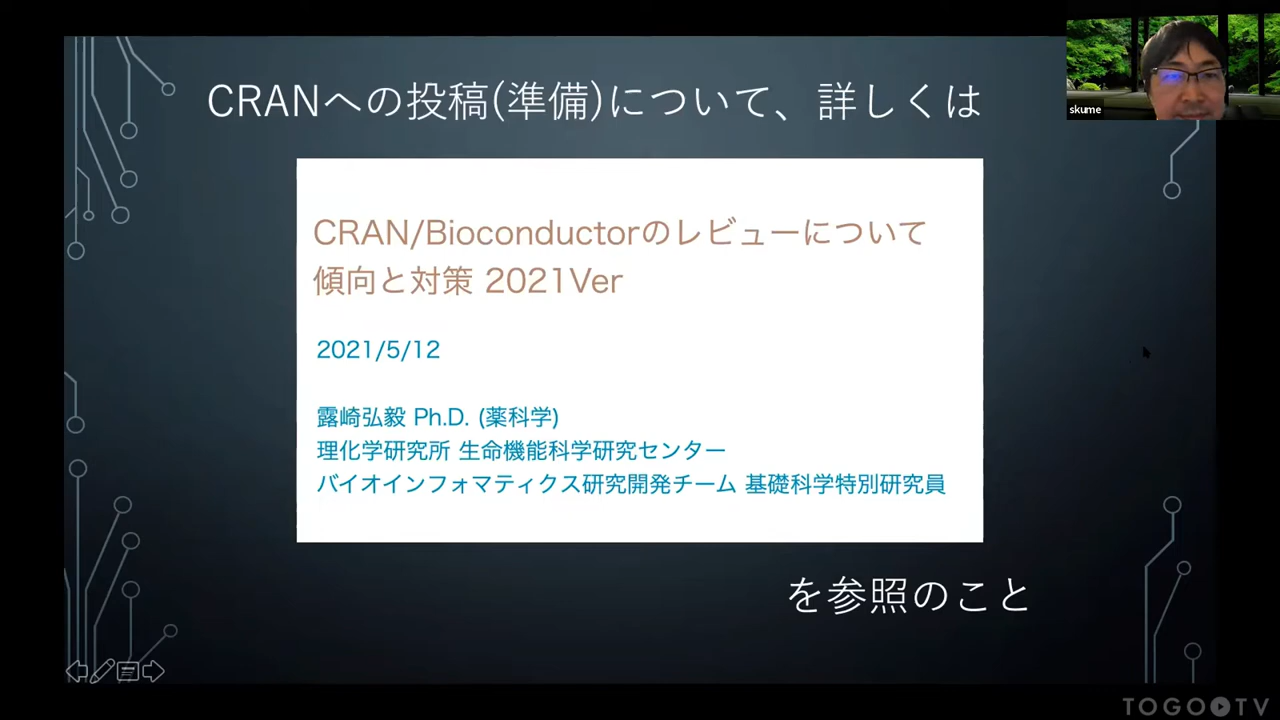 CRANへの投稿(準備)について、詳しくは
skume
CRAN/Bioconductorのレビューについて
傾向と対策 2021Ver
2021/5/12
露崎弘毅 Ph.D. (薬科学)
理化学研究所 生命機能科学研究センター
バイオインフォマティクス研究開発チーム 基礎科学特別研究員
を参照のこと
TOGO TV